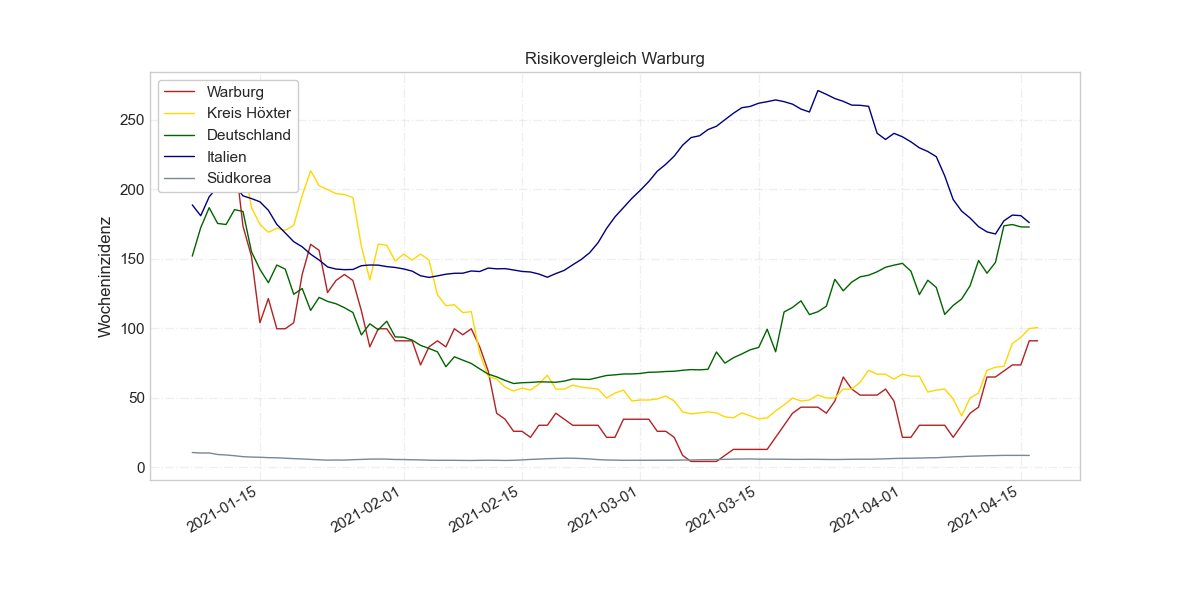 Risikovergleich Warburg
Warburg
Kreis Höxter
Deutschland
Italien
Südkorea
Wocheninzidenz
250
200
150
100
50
0
2021-01-15
2021-02-01
2021-02-15
2021-03-01
2021-03-15
2021-04-01
2021-04-15